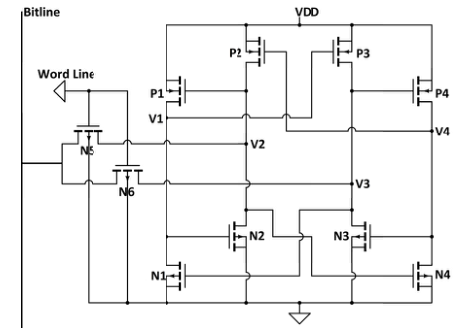 Bitline
VDD
P2
P3
Word Line
P1
P4
V1
V4
N5
V2
V3
N6
N2
N3
N1
N4